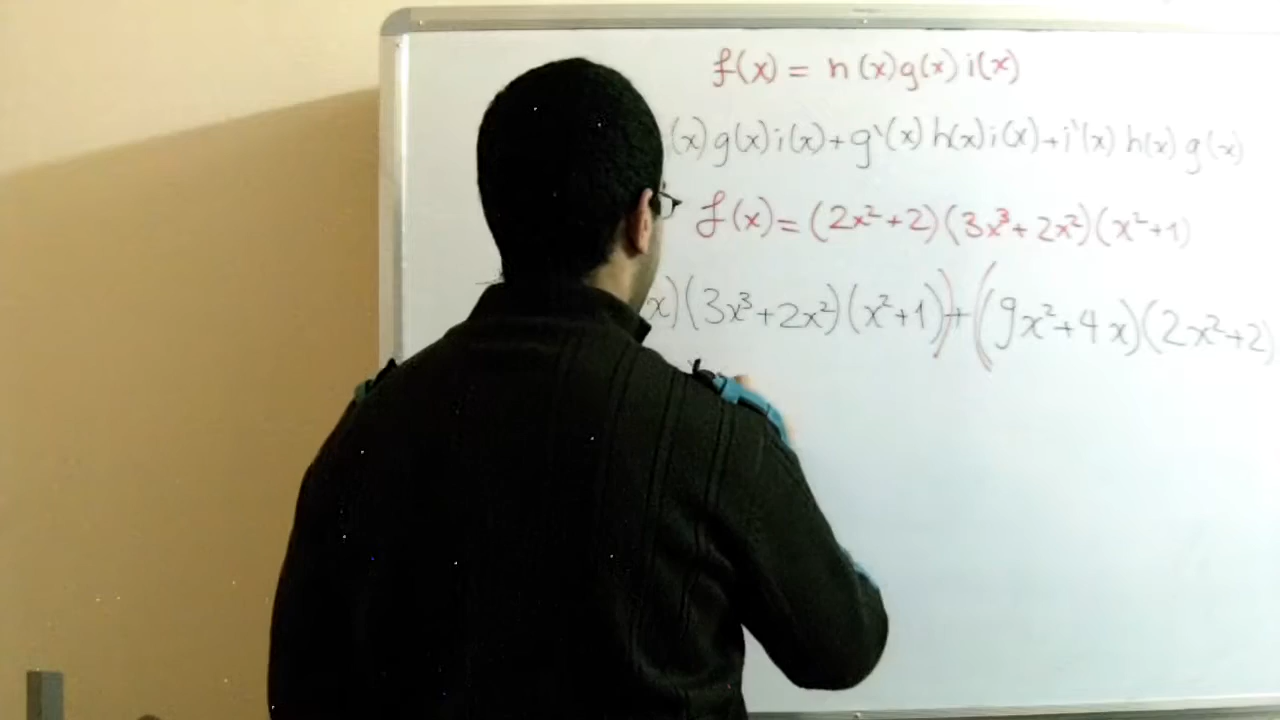 f(x) = h(x)g(x)i(x)
(x)g(x)i(x)+g'(x)h(x)i(x)+i'(x)h(x)g(x)
f(x)=(2x²+2)(3x³+2x²)(x²+1)
x)(3x³+2x²)(x²+1))+((9x²+4x)(2x²+2)